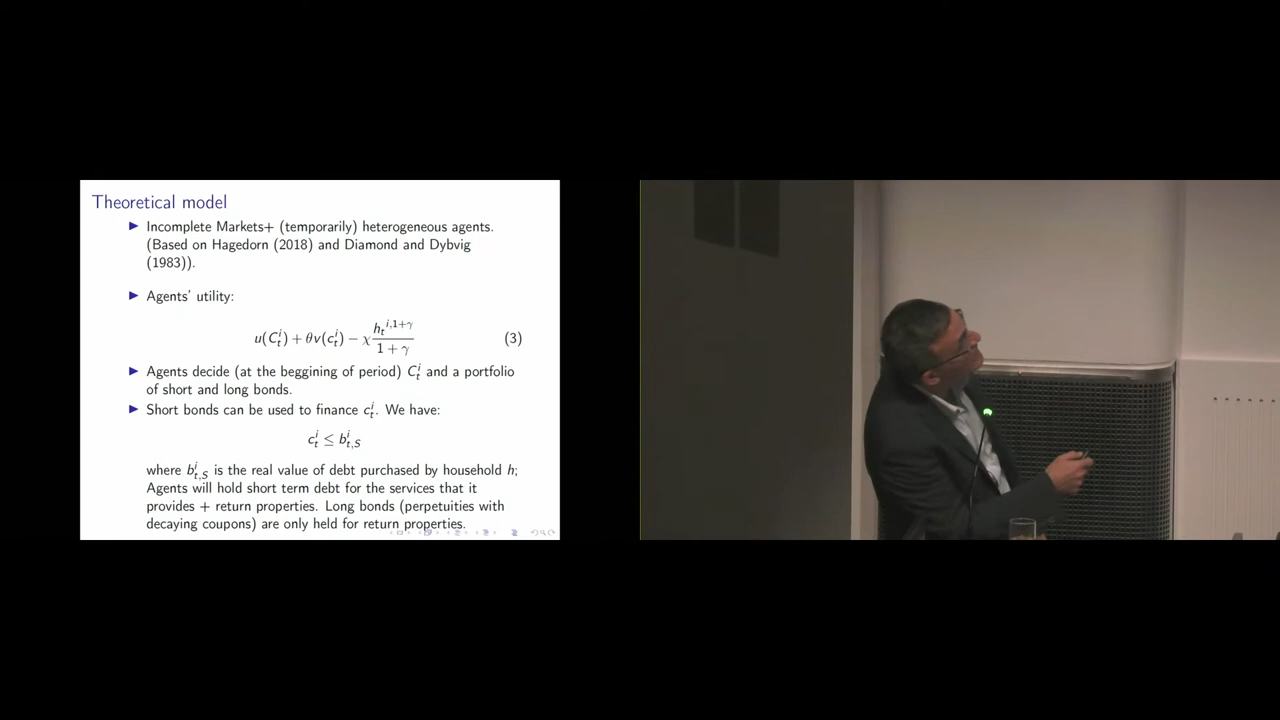 Theoretical model
▶ Incomplete Markets+ (temporarily) heterogeneous agents.
(Based on Hagedorn (2018) and Diamond and Dybvig
(1983)).
▶ Agents' utility:
u(C_t^i) + θv(c_t^i) − χ h_t^{i,1+γ} / (1 + γ) (3)
▶ Agents decide (at the beggining of period) C_t^i and a portfolio
of short and long bonds.
▶ Short bonds can be used to finance c_t^i. We have:
c_t^i ≤ b_{t,S}^i
where b_{t,S}^i is the real value of debt purchased by household h;
Agents will hold short term debt for the services that it
provides + return properties. Long bonds (perpetuities with
decaying coupons) are only held for return properties.